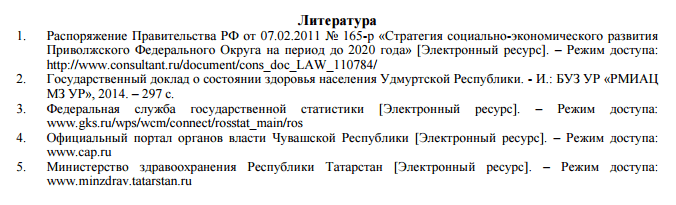 Литература
1. Распоряжение Правительства РФ от 07.02.2011 № 165-р «Стратегия социально-экономического развития
Приволжского Федерального Округа на период до 2020 года» [Электронный ресурс]. – Режим доступа:
http://www.consultant.ru/document/cons_doc_LAW_110784/
2. Государственный доклад о состоянии здоровья населения Удмуртской Республики. - И.: БУЗ УР «РМИАЦ
МЗ УР», 2014. – 297 с.
3. Федеральная служба государственной статистики [Электронный ресурс]. – Режим доступа:
www.gks.ru/wps/wcm/connect/rosstat_main/ros
4. Официальный портал органов власти Чувашской Республики [Электронный ресурс]. – Режим доступа:
www.cap.ru
5. Министерство здравоохранения Республики Татарстан [Электронный ресурс]. – Режим доступа:
www.minzdrav.tatarstan.ru